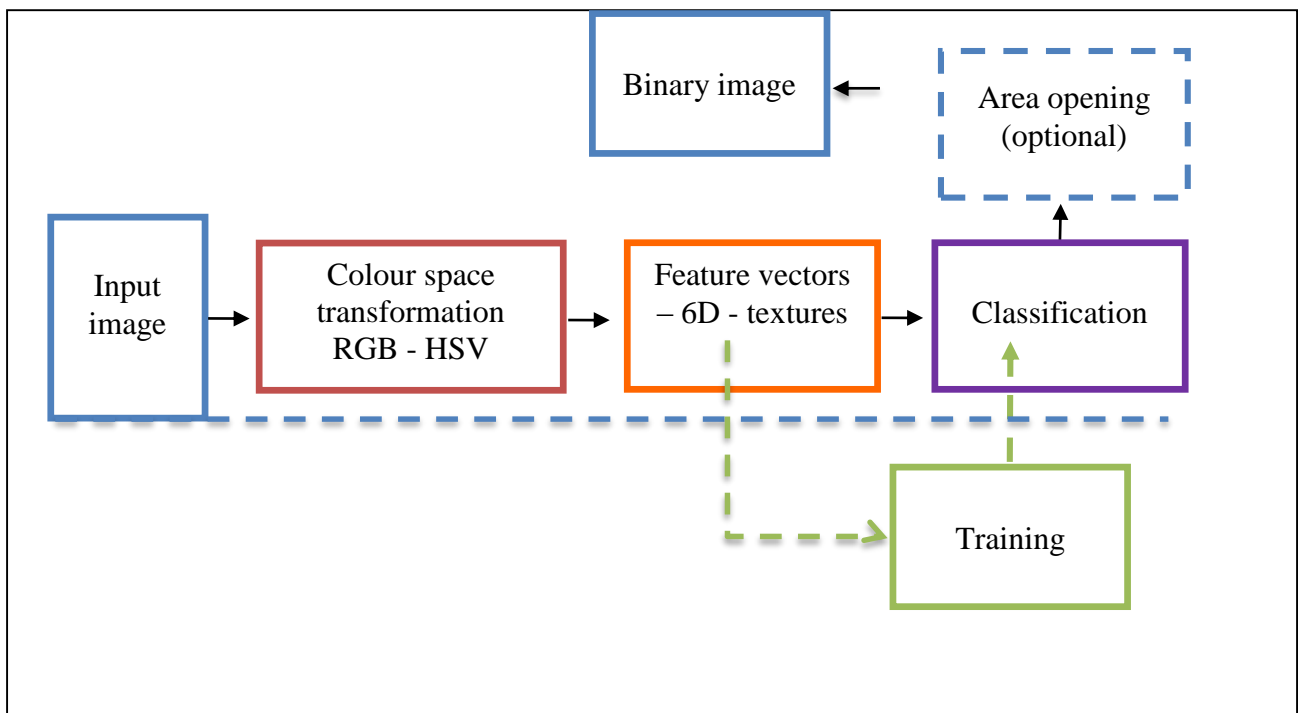 Binary image
Area opening
(optional)
Input
image
Colour space
transformation
RGB - HSV
Feature vectors
– 6D - textures
Classification
Training